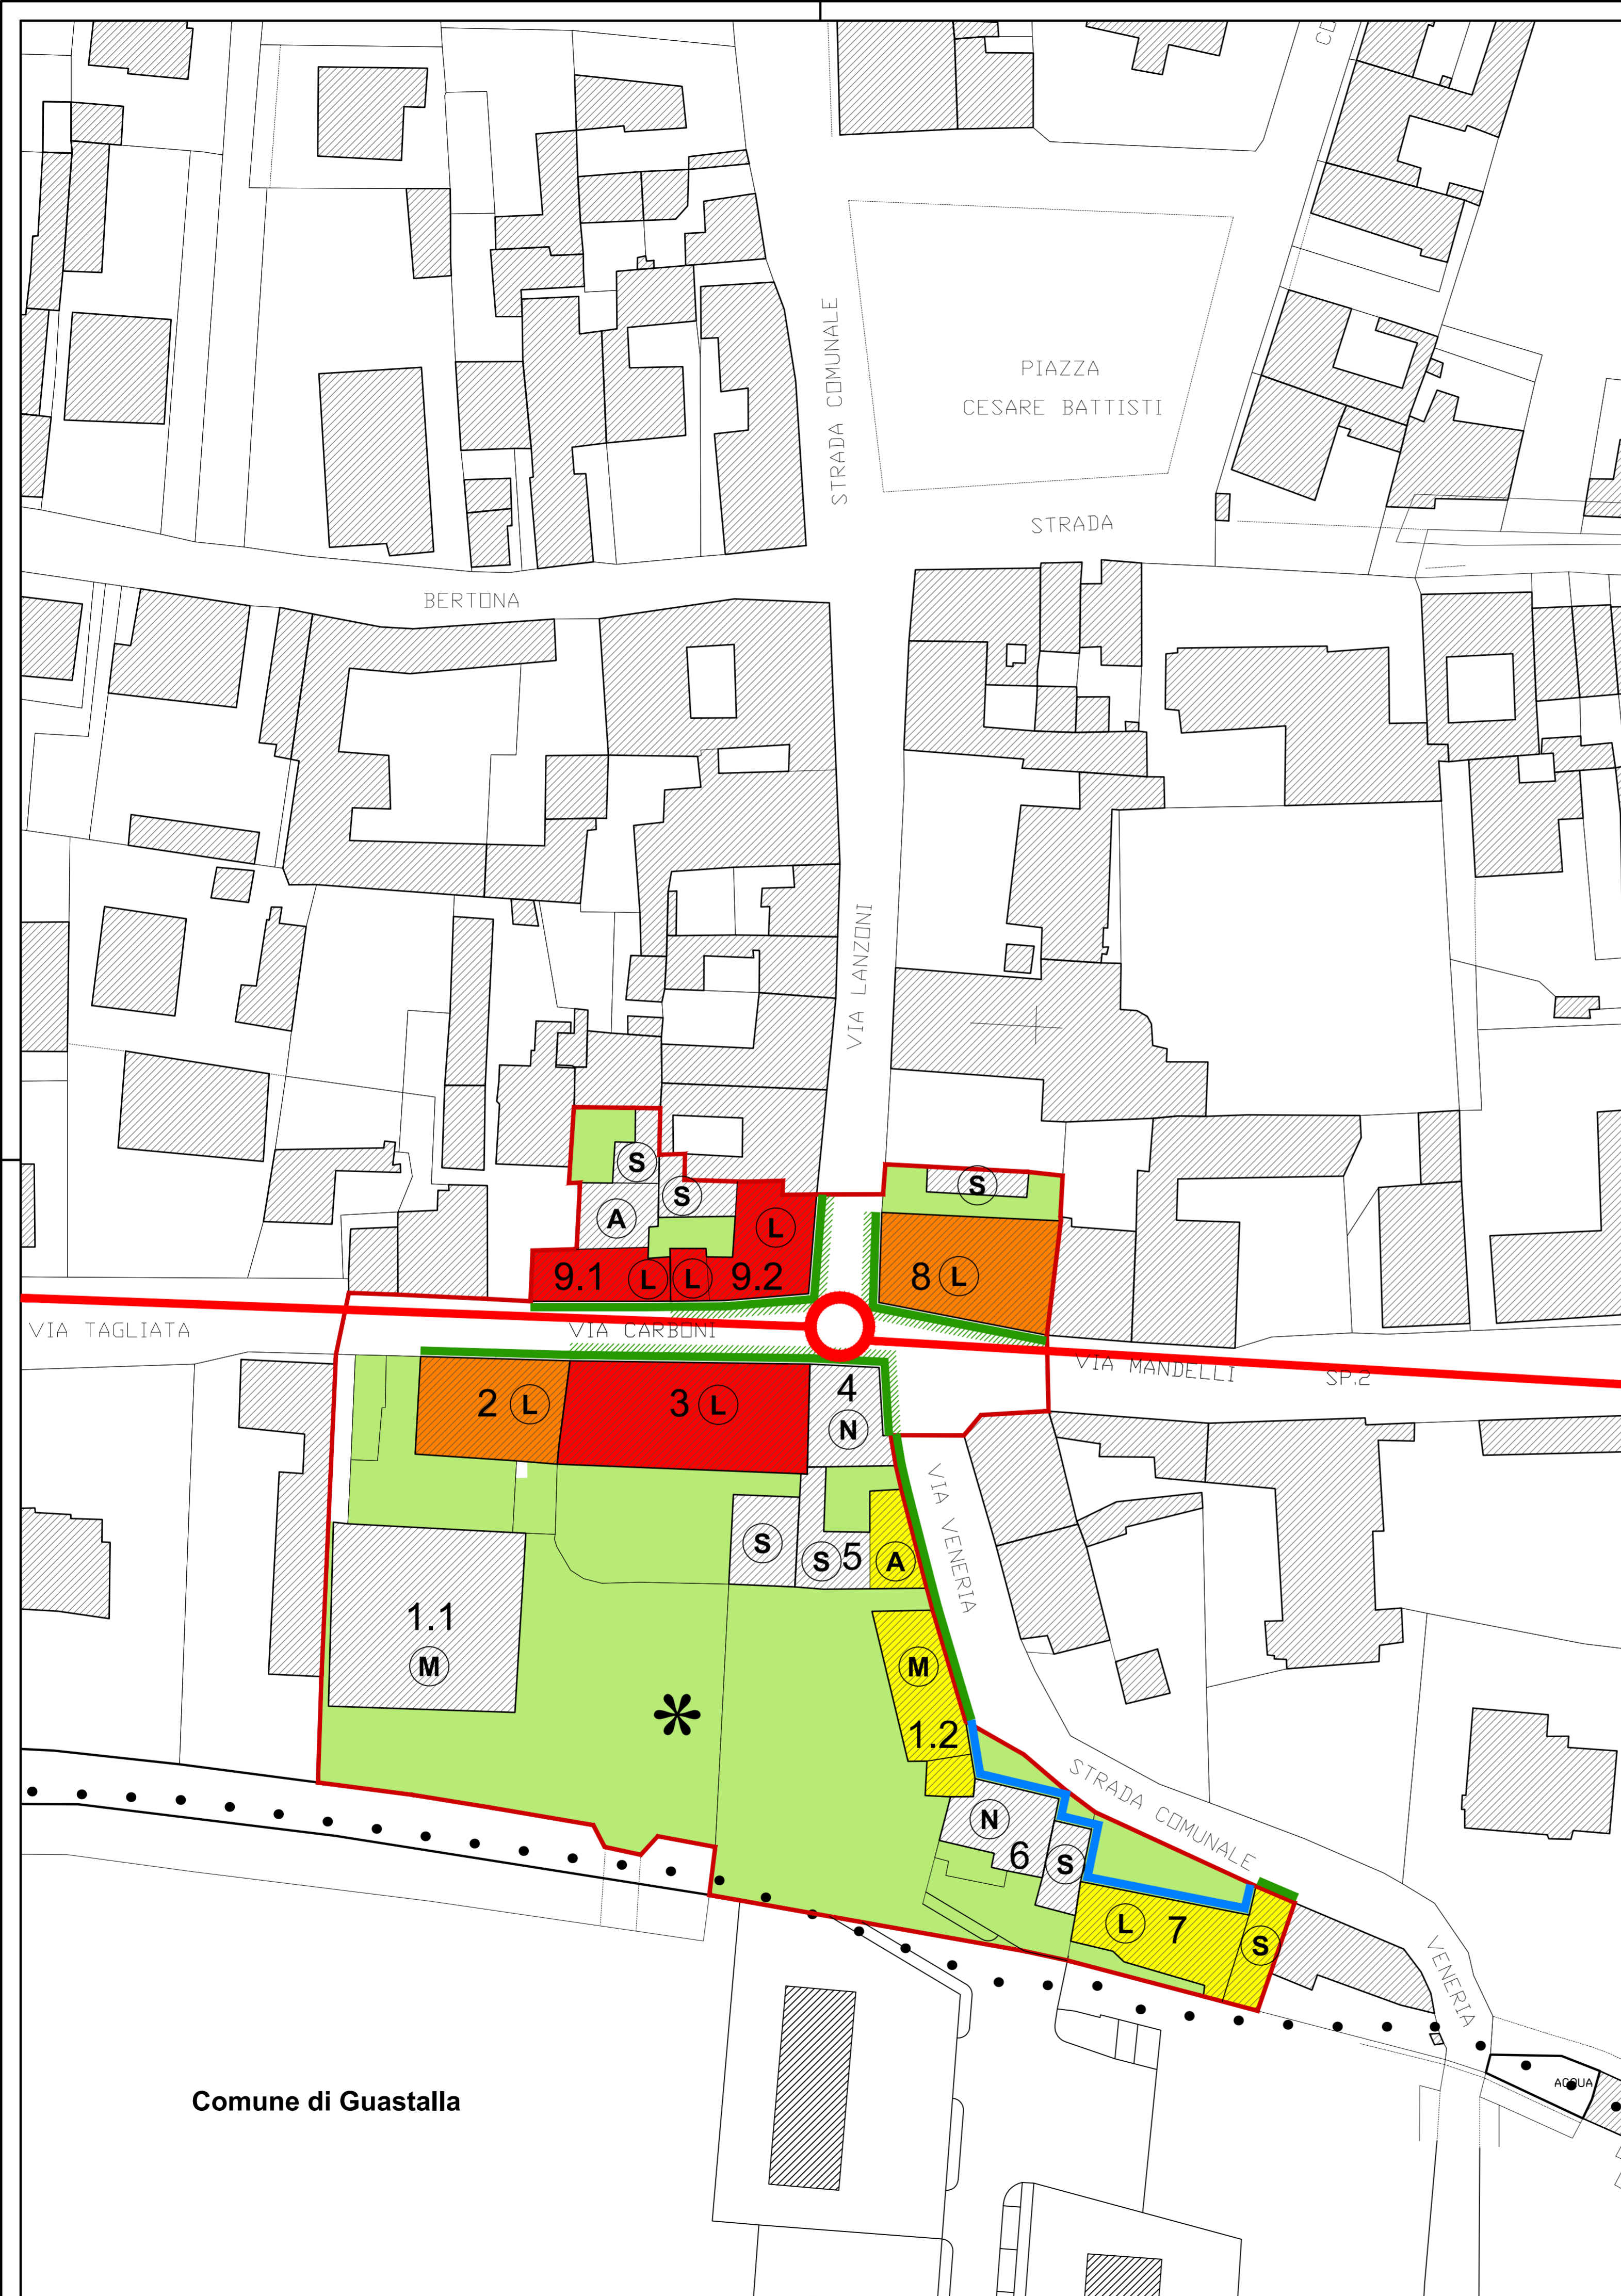 CO
STRADA COMUNALE
PIAZZA
CESARE BATTISTI
STRADA
BERTONA
VIA LANZONI
S
S
S
A
L
9.1
L
L
9.2
8
L
VIA TAGLIATA
VIA CARBONI
VIA MANDELLI
SP.2
2
L
3
L
4
N
VIA VENERIA
S
S
5
A
1.1
M
M
*
1.2
STRADA COMUNALE
N
6
S
L
7
S
VENERIA
ACQUA
Comune di Guastalla